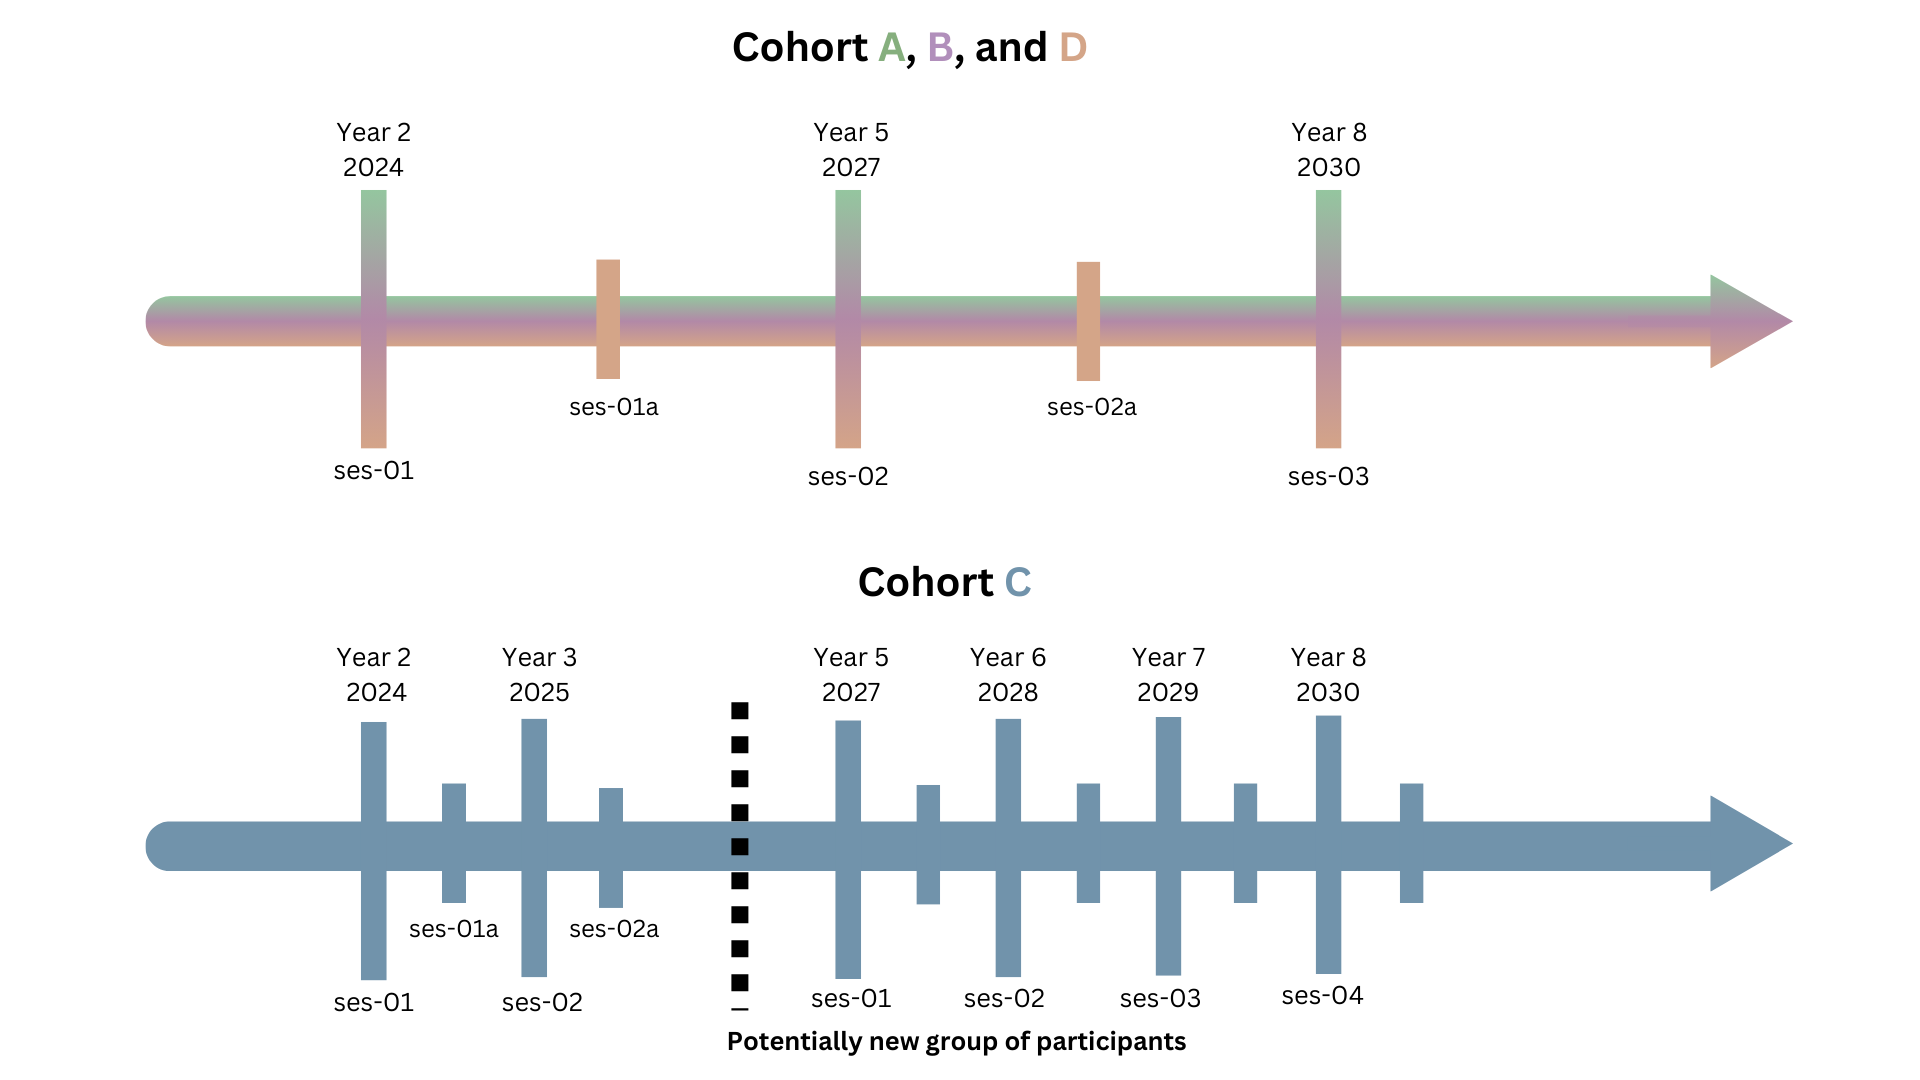 Cohort A, B, and D
Year 2
2024
Year 5
2027
Year 8
2030
ses-01a
ses-02a
ses-01
ses-02
ses-03
Cohort C
Year 2
2024
Year 3
2025
Year 5
2027
Year 6
2028
Year 7
2029
Year 8
2030
ses-01a
ses-02a
ses-01
ses-02
ses-01
ses-02
ses-03
ses-04
Potentially new group of participants